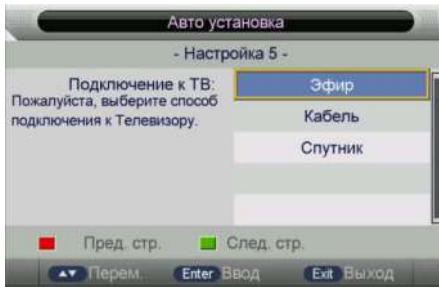 Авто установка
- Настройка 5 -
Подключение к ТВ:
Пожалуйста, выберите способ
подключения к Телевизору.
Эфир
Кабель
Спутник
Пред. стр. След. стр.
Перем. Enter Ввод Exit Выход